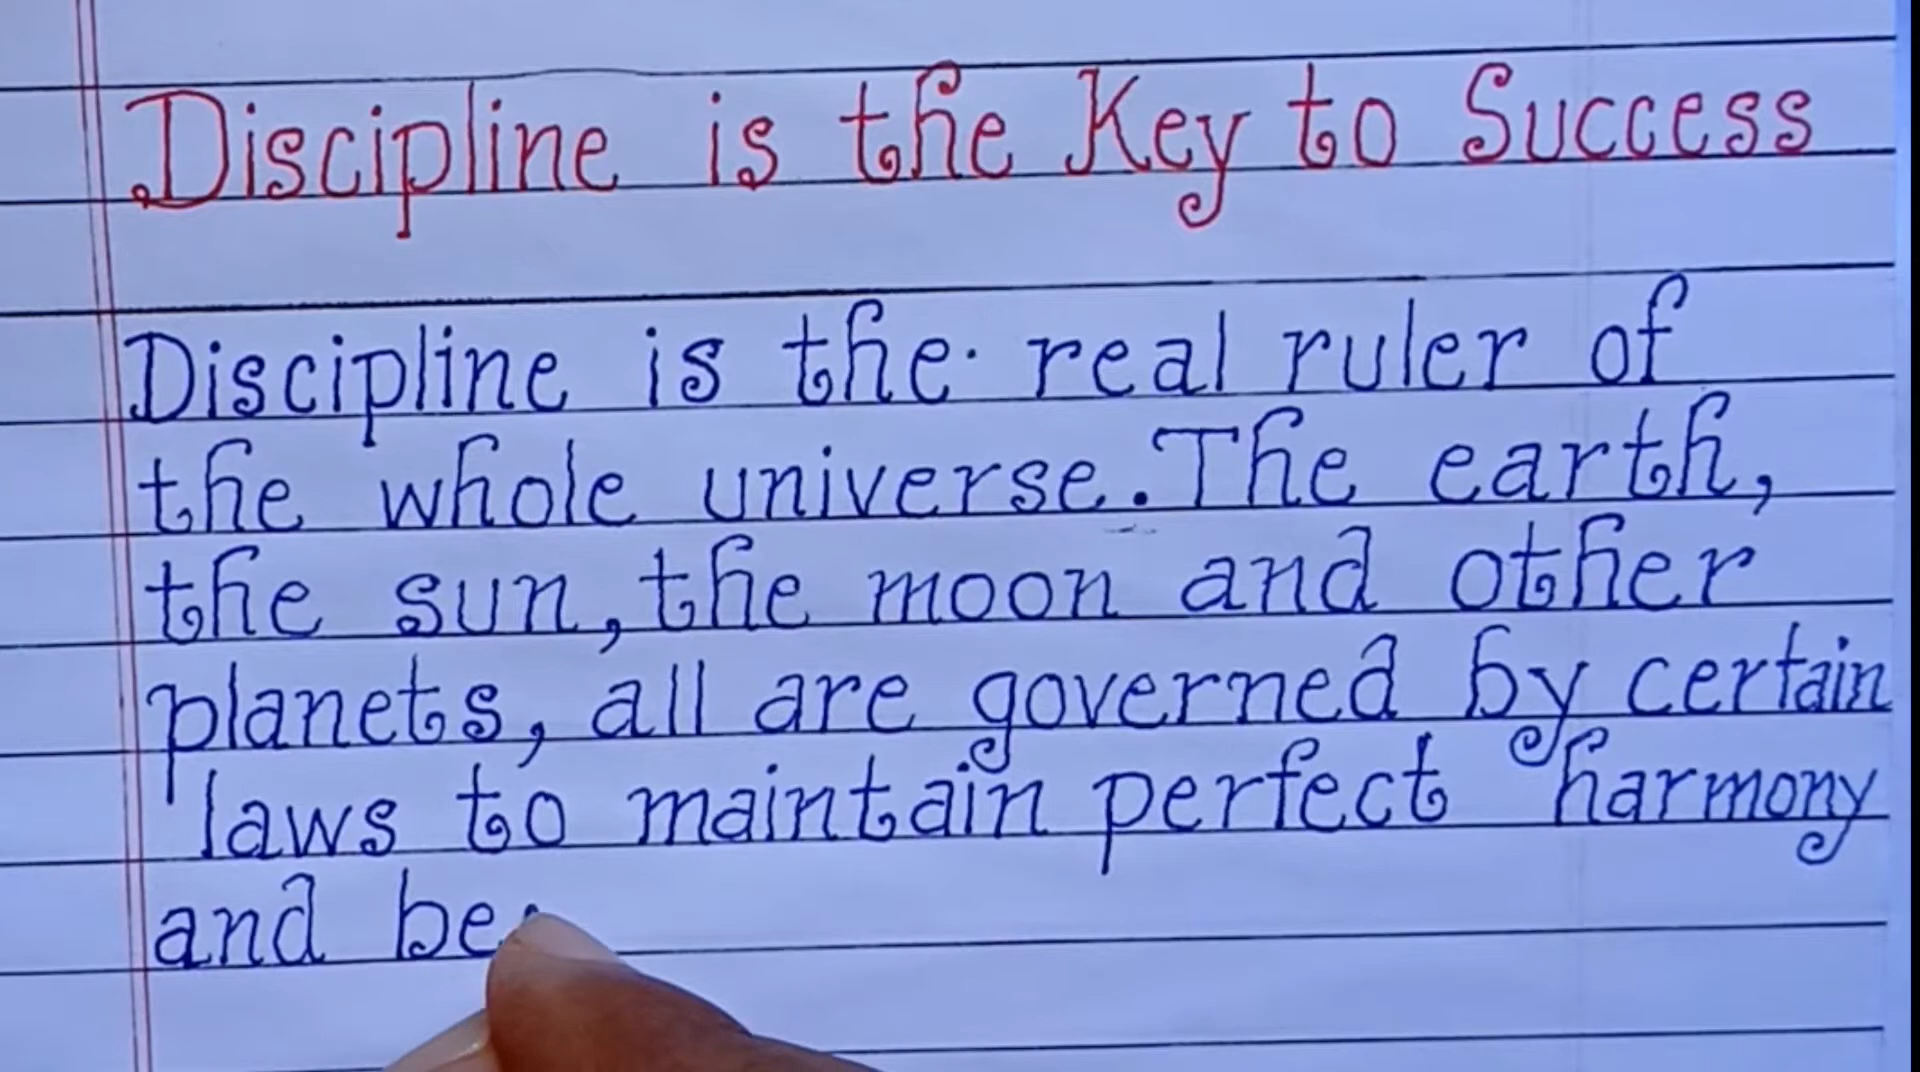 Discipline is the Key to Success
Discipline is the real ruler of
the whole universe. The earth,
the sun, the moon and other
planets, all are governed by certain
laws to maintain perfect harmony
and be